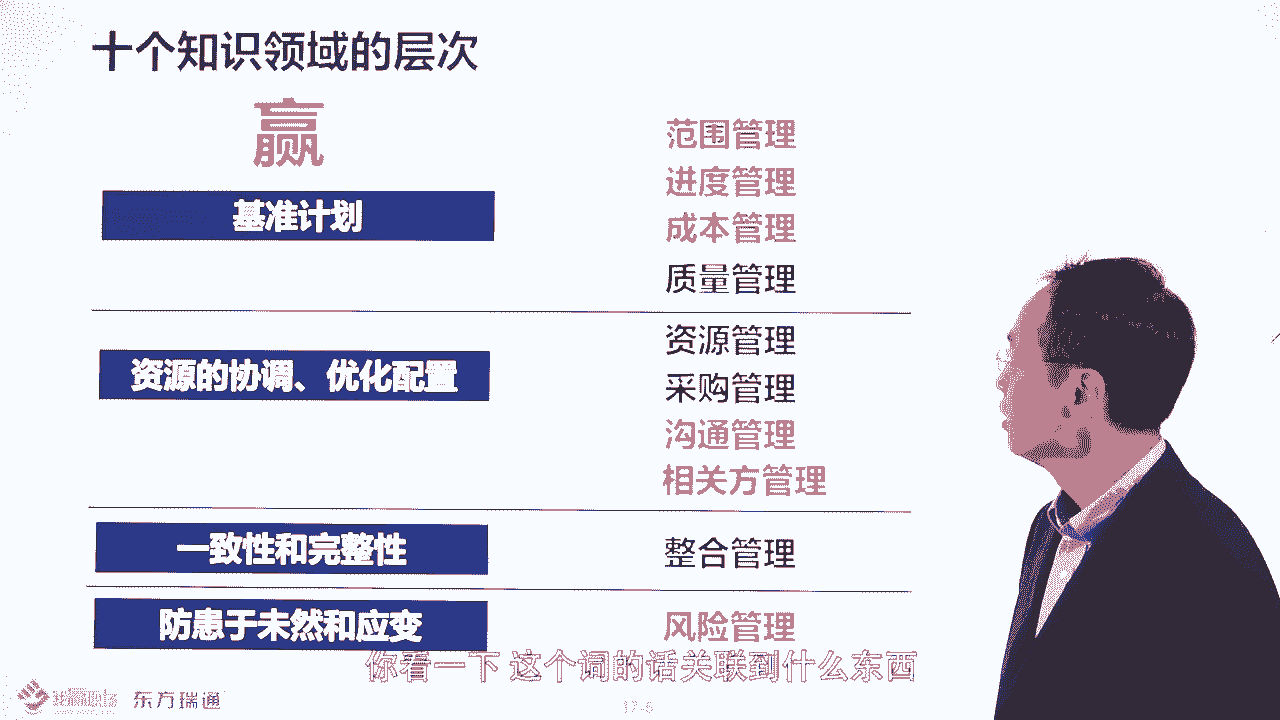 十个知识领域的层次
赢
基准计划
范围管理
进度管理
成本管理
质量管理
资源的协调、优化配置
资源管理
采购管理
沟通管理
相关方管理
一致性和完整性
整合管理
防患于未然和应变
风险管理
你看一下 这个词的话关联到什么东西
东方瑞通